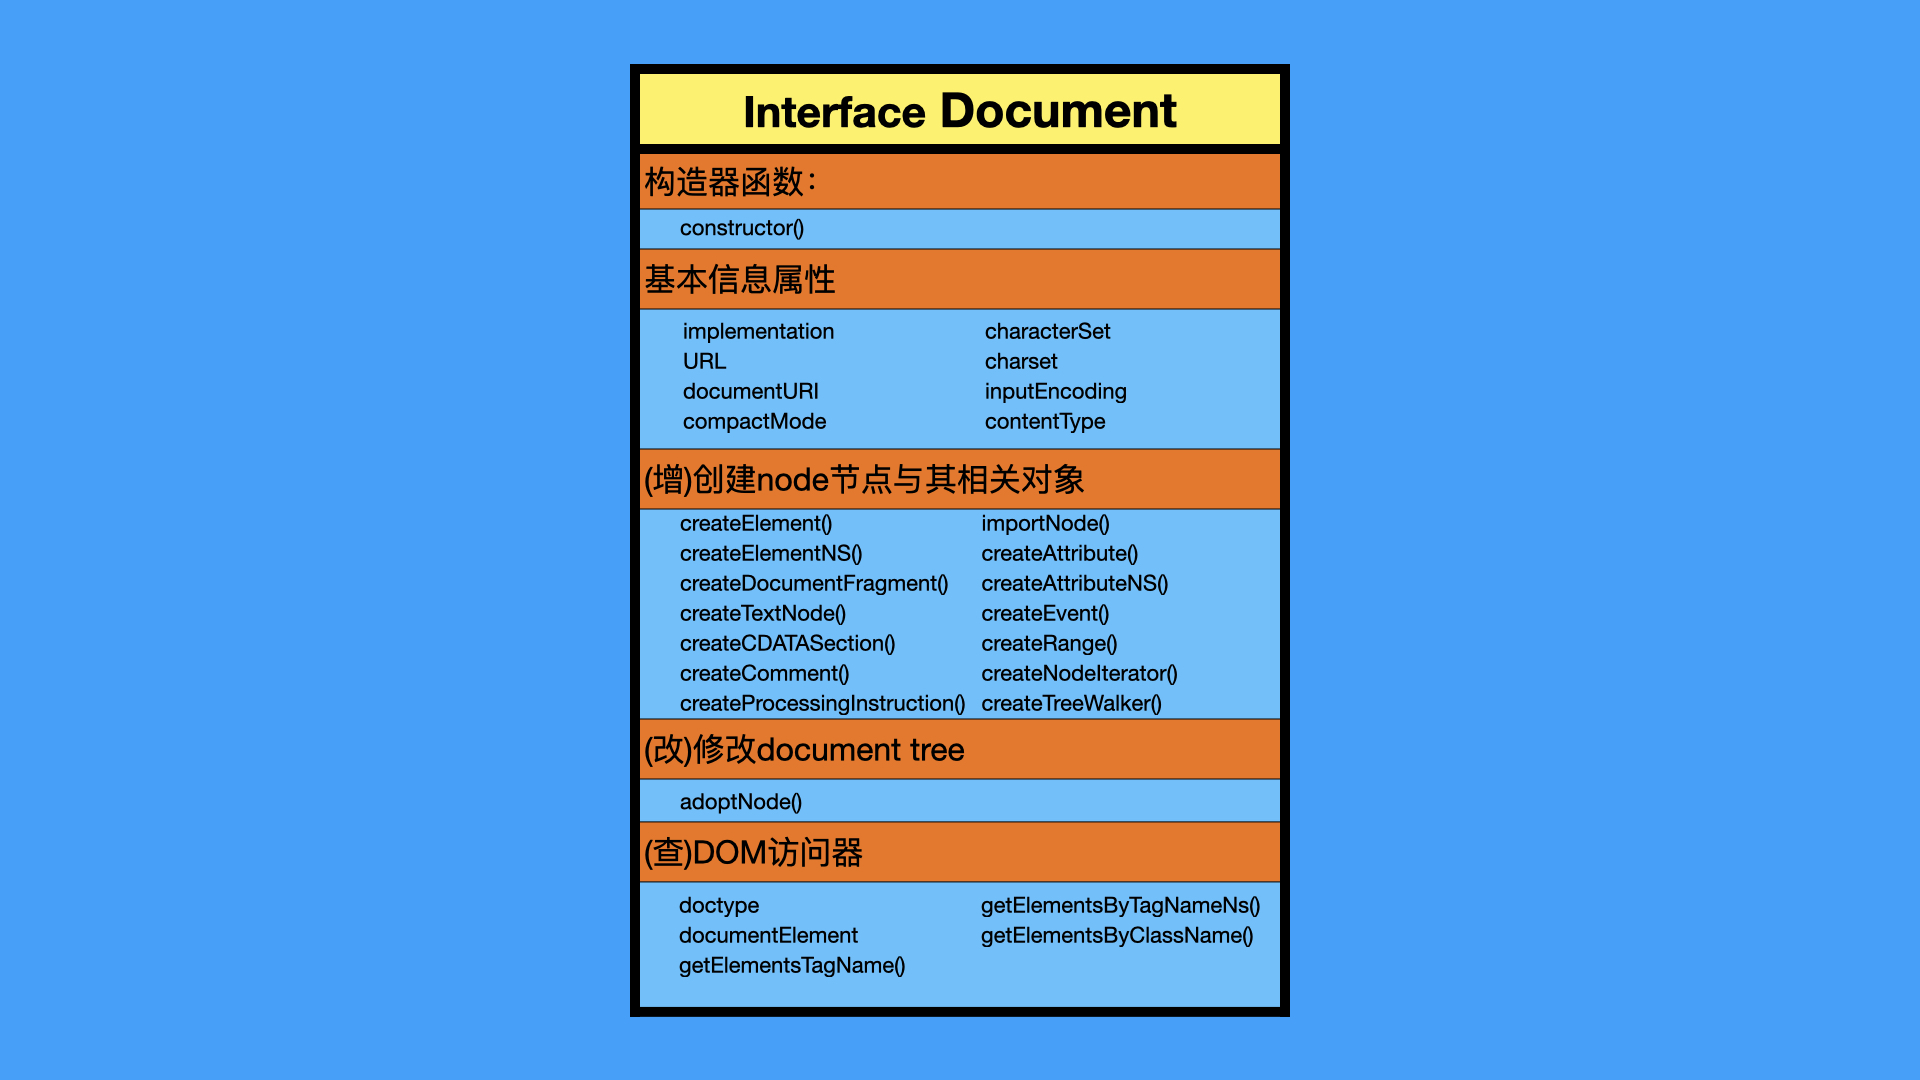 Interface Document
构造器函数：
constructor()
基本信息属性
implementation
URL
documentURI
compactMode
characterSet
charset
inputEncoding
contentType
(增)创建node节点与其相关对象
createElement()
createElementNS()
createDocumentFragment()
createTextNode()
createCDATASection()
createComment()
createProcessingInstruction()
importNode()
createAttribute()
createAttributeNS()
createEvent()
createRange()
createNodeIterator()
createTreeWalker()
(改)修改document tree
adoptNode()
(查)DOM访问器
doctype
documentElement
getElementsTagName()
getElementsByTagNameNs()
getElementsByClassName()